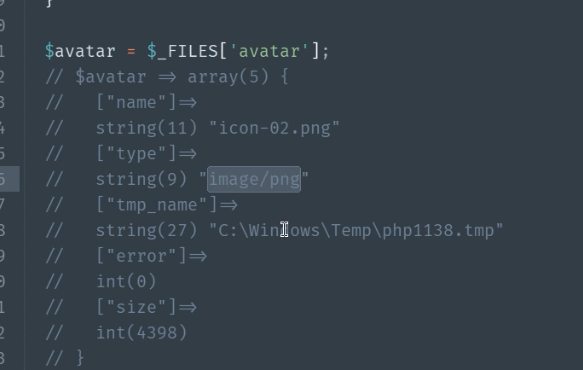 }
$avatar = $_FILES['avatar'];
// $avatar => array(5) {
//   ["name"]=>
//   string(11) "icon-02.png"
//   ["type"]=>
//   string(9) "image/png"
//   ["tmp_name"]=>
//   string(27) "C:\Windows\Temp\php1138.tmp"
//   ["error"]=>
//   int(0)
//   ["size"]=>
//   int(4398)
// }